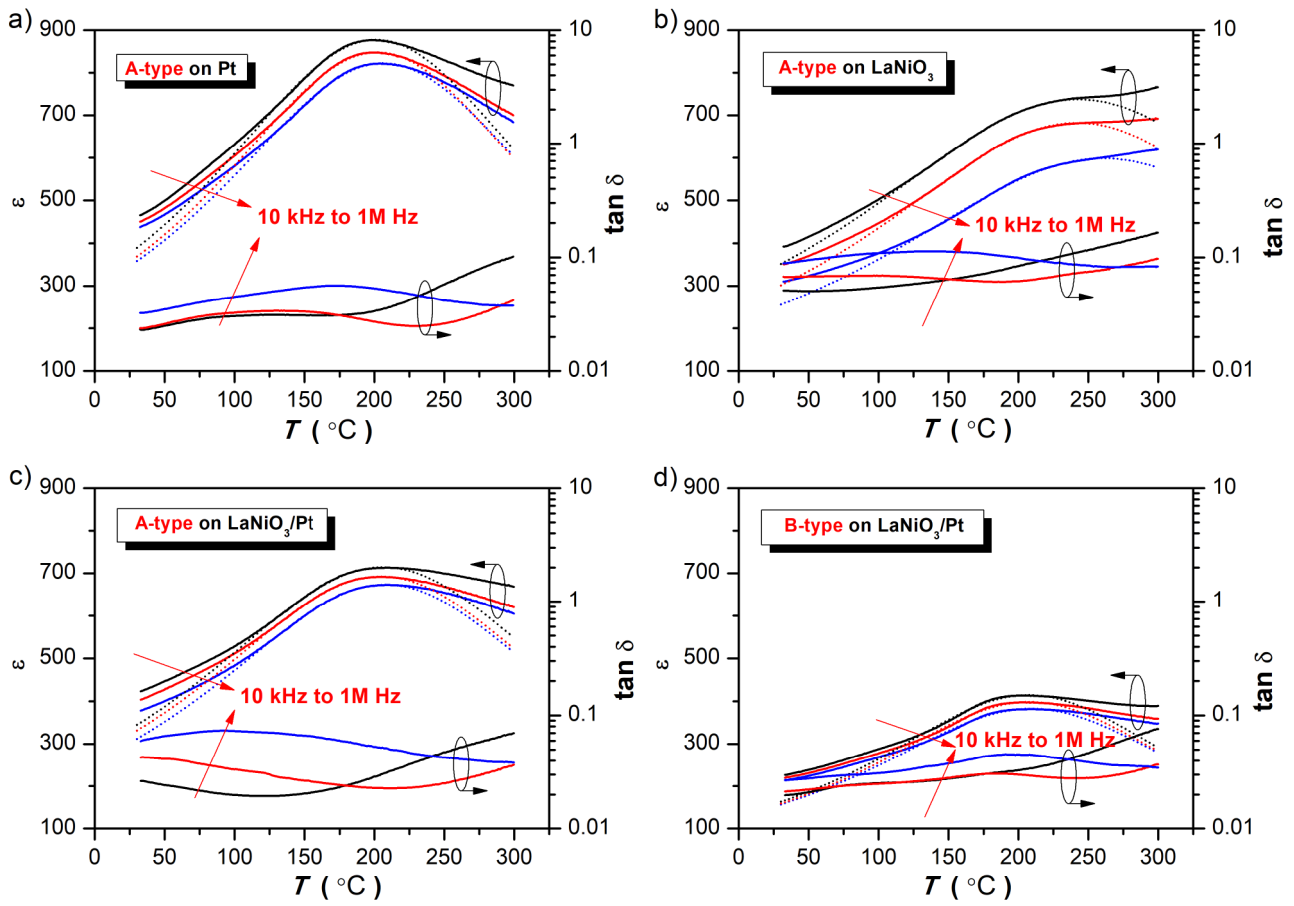 a)
A-type on Pt
900
700
500
300
100
ε
10
1
0.1
0.01
tan δ
10 kHz to 1M Hz
0 50 100 150 200 250 300
T ( °C )
b)
A-type on LaNiO₃
900
700
500
300
100
ε
10
1
0.1
0.01
tan δ
10 kHz to 1M Hz
0 50 100 150 200 250 300
T ( °C )
c)
A-type on LaNiO₃/Pt
900
700
500
300
100
ε
10
1
0.1
0.01
tan δ
10 kHz to 1M Hz
0 50 100 150 200 250 300
T ( °C )
d)
B-type on LaNiO₃/Pt
900
700
500
300
100
ε
10
1
0.1
0.01
tan δ
10 kHz to 1M Hz
0 50 100 150 200 250 300
T ( °C )